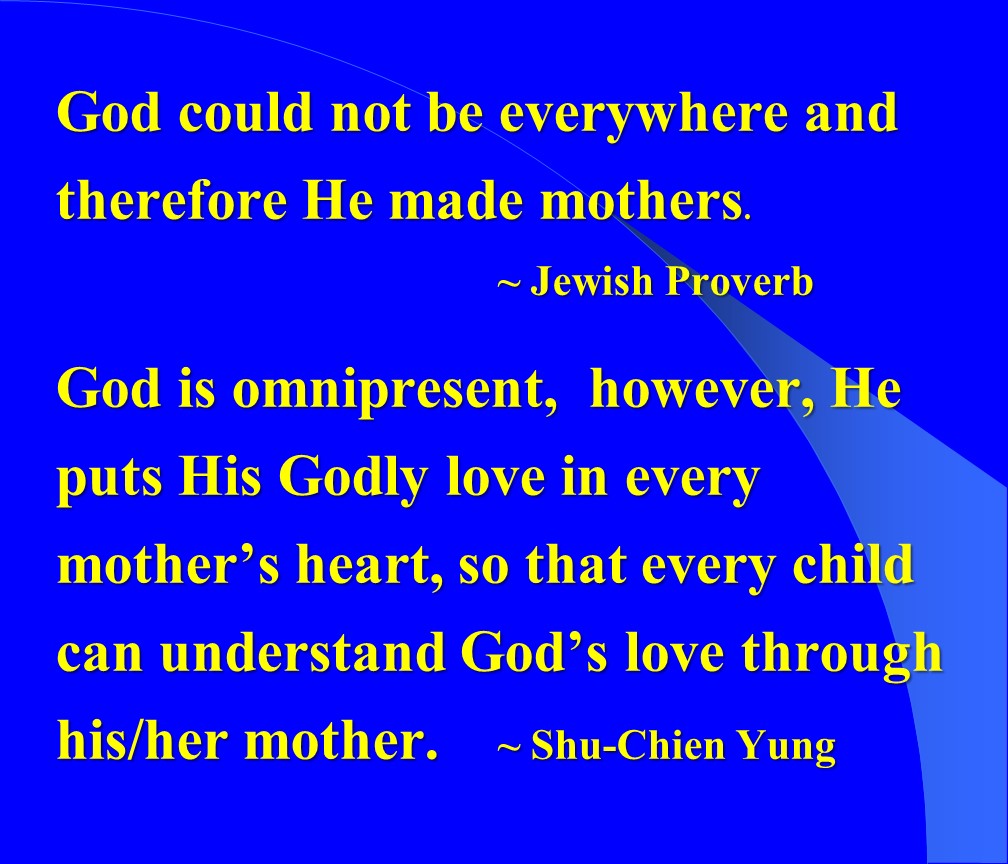 God could not be everywhere and
therefore He made mothers.
~ Jewish Proverb
God is omnipresent,  however, He
puts His Godly love in every
mother’s heart, so that every child
can understand God’s love through
his/her mother.    ~ Shu-Chien Yung